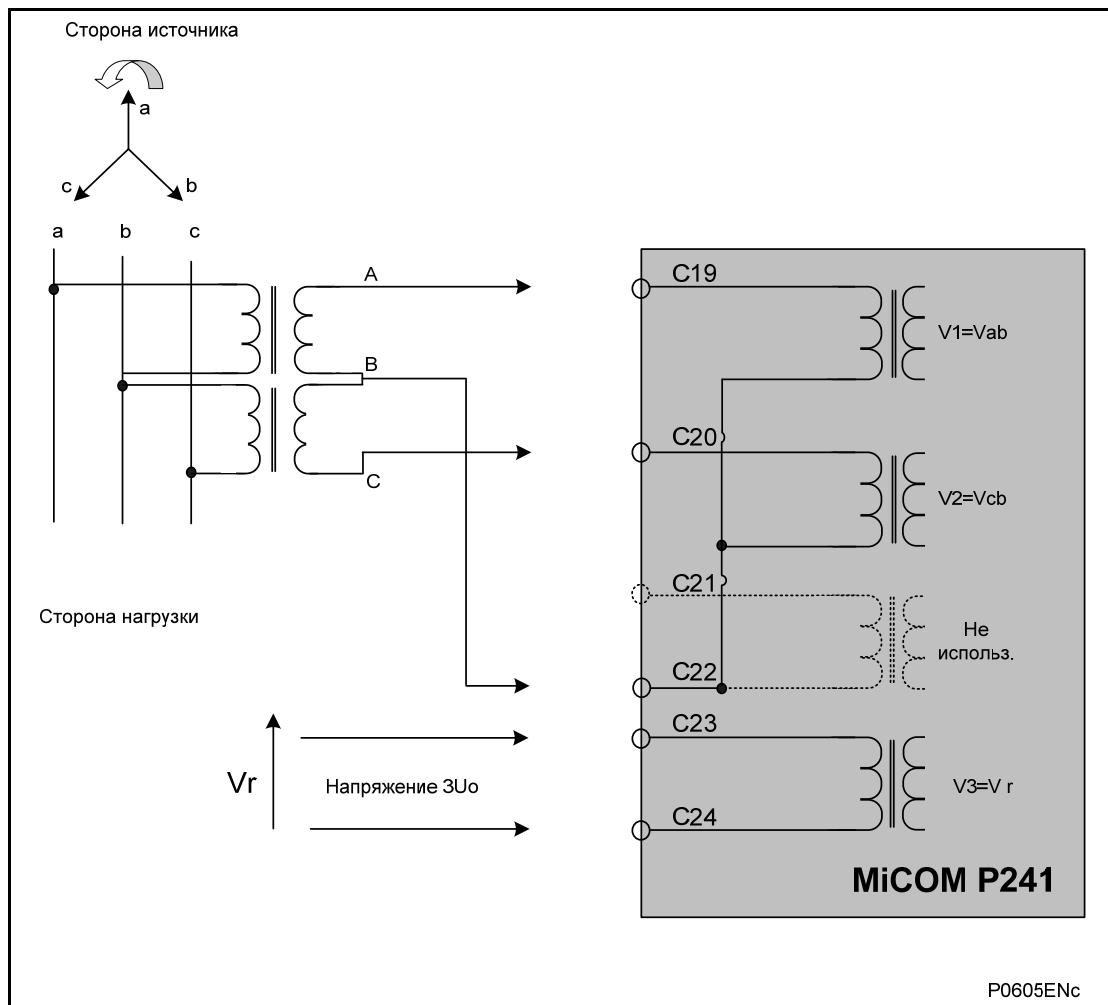 Сторона источника
a
c
b
a
b
c
A
B
C
Сторона нагрузки
Vr
Напряжение 3Uo
C19
V1=Vab
C20
V2=Vcb
C21
Не
использ.
C22
C23
V3=V r
C24
MiCOM P241
P0605ENc